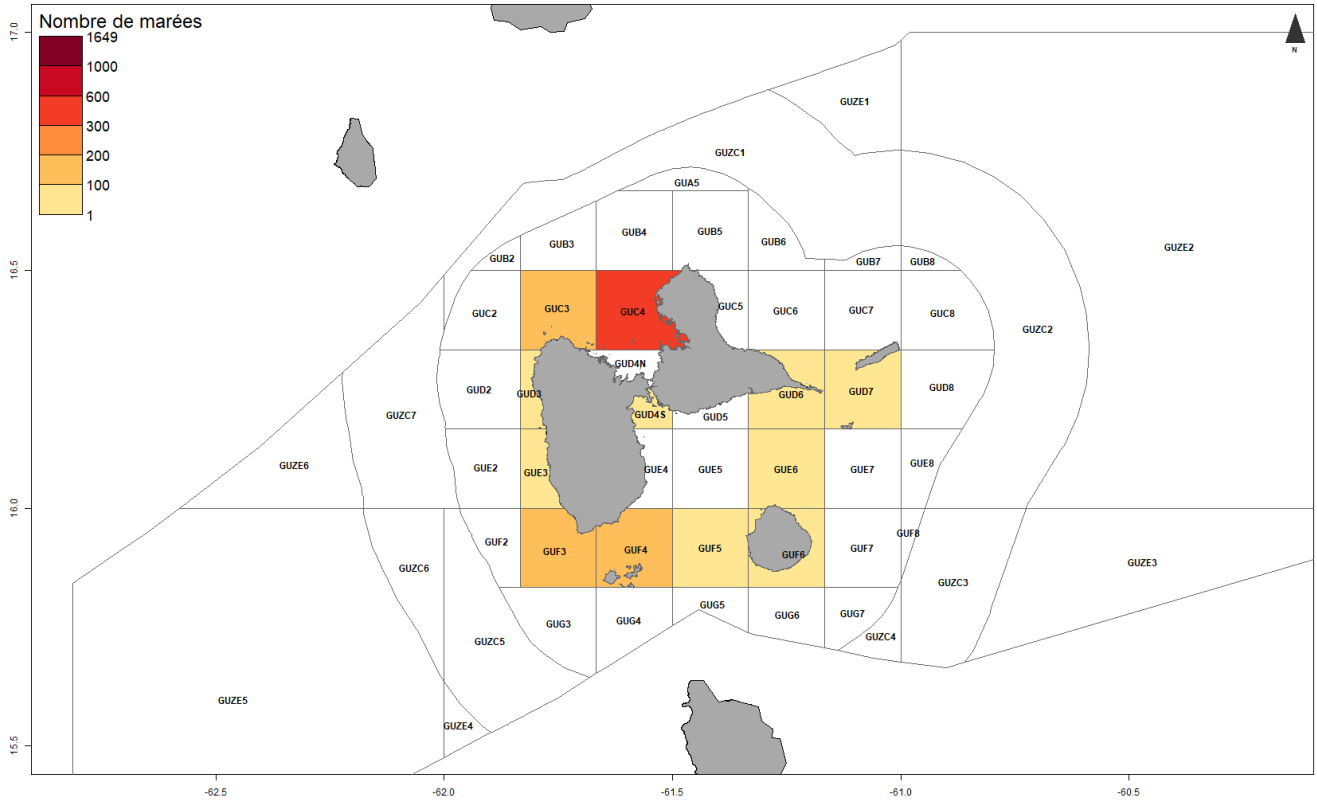 Nombre de marées
1649
1000
600
300
200
100
1
N
17.0
16.5
16.0
15.5
-62.5
-62.0
-61.5
-61.0
-60.5
GUZE1
GUZC1
GUA5
GUZE2
GUB2
GUB3
GUB4
GUB5
GUB6
GUB7
GUB8
GUC2
GUC3
GUC4
GUC5
GUC6
GUC7
GUC8
GUZC2
GUD4N
GUZC7
GUD2
GUD3
GUD4S
GUD5
GUD6
GUD7
GUD8
GUZE6
GUE2
GUE3
GUE4
GUE5
GUE6
GUE7
GUE8
GUZC6
GUF2
GUF3
GUF4
GUF5
GUF6
GUF7
GUF8
GUZC3
GUZE3
GUZC5
GUG3
GUG4
GUG5
GUG6
GUG7
GUZC4
GUZE5
GUZE4